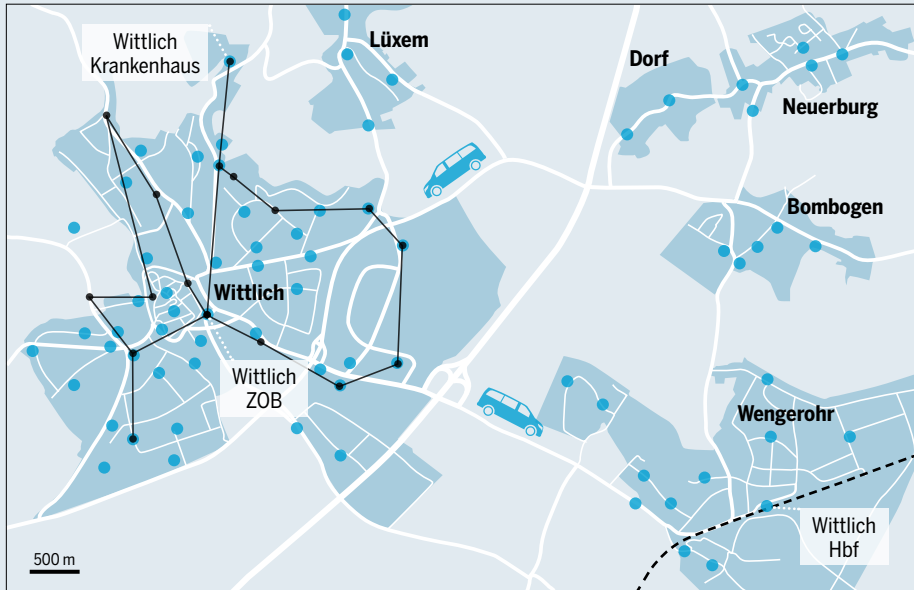 Wittlich
Krankenhaus
Lüxem
Dorf
Neuerburg
Bombogen
Wittlich
Wittlich
ZOB
Wengerohr
Wittlich
Hbf
500 m